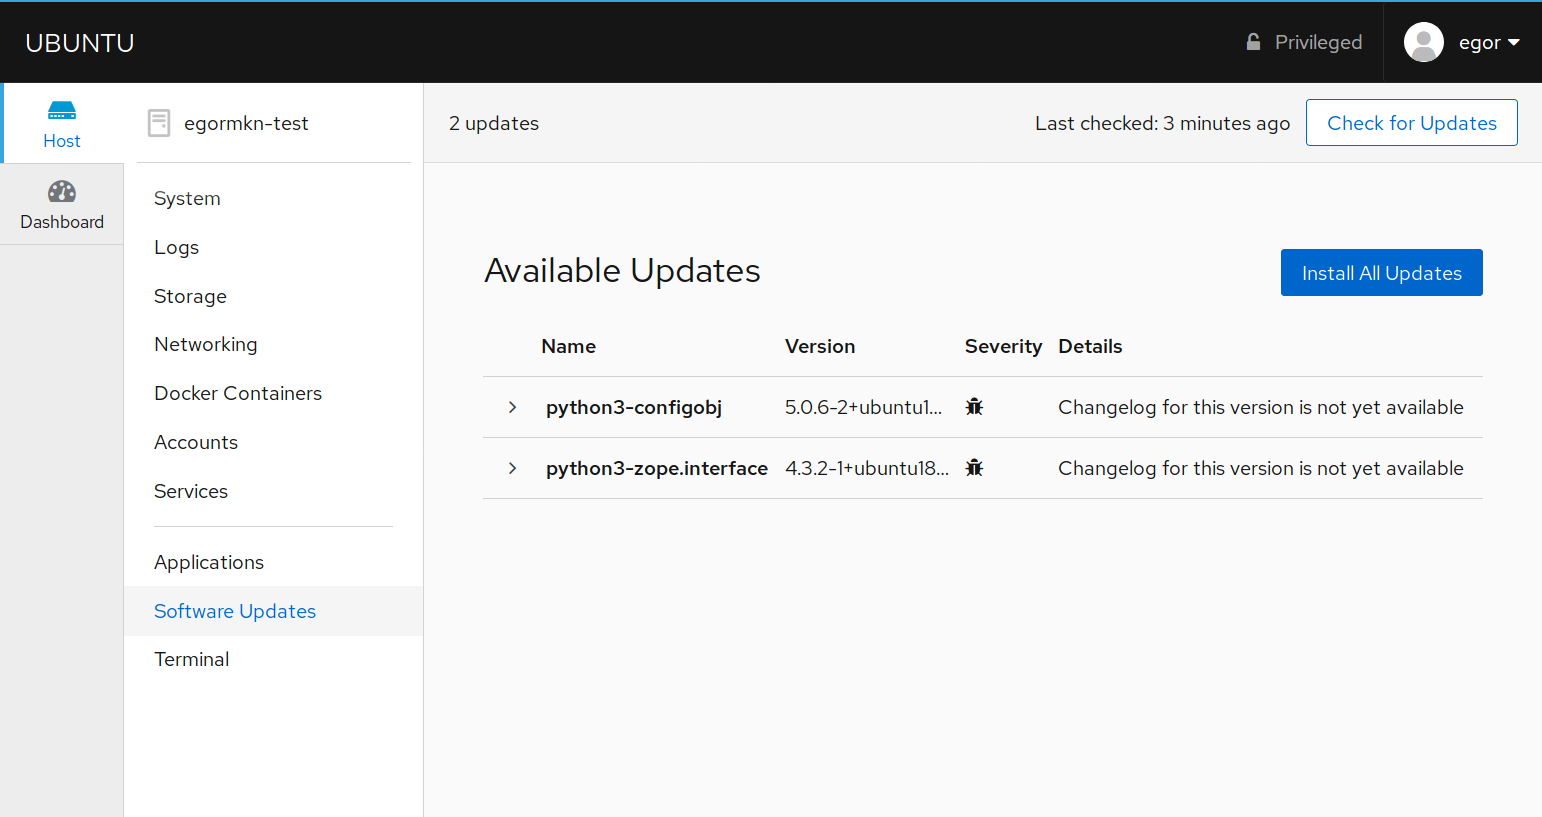 UBUNTU
Privileged
egor
Host
Dashboard
egormkn-test
System
Logs
Storage
Networking
Docker Containers
Accounts
Services
Applications
Software Updates
Terminal
2 updates
Last checked: 3 minutes ago
Check for Updates
Available Updates
Install All Updates
Name Version Severity Details
python3-configobj 5.0.6-2+ubuntu1... Changelog for this version is not yet available
python3-zope.interface 4.3.2-1+ubuntu18... Changelog for this version is not yet available